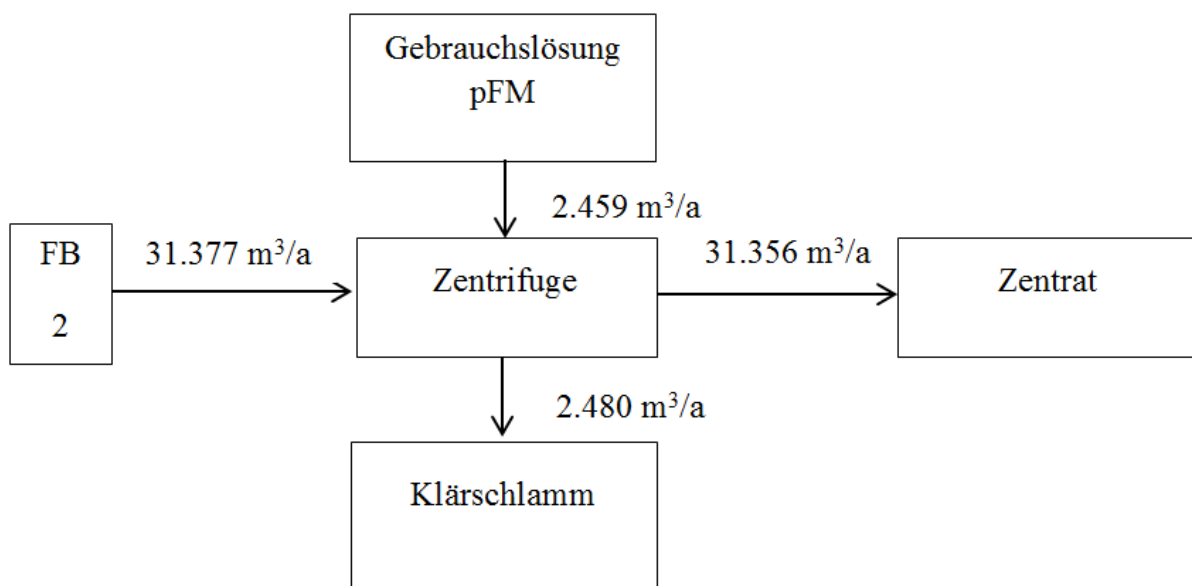 Gebrauchslösung
pFM
2.459 m³/a
FB
2
31.377 m³/a
Zentrifuge
31.356 m³/a
Zentrat
2.480 m³/a
Klärschlamm